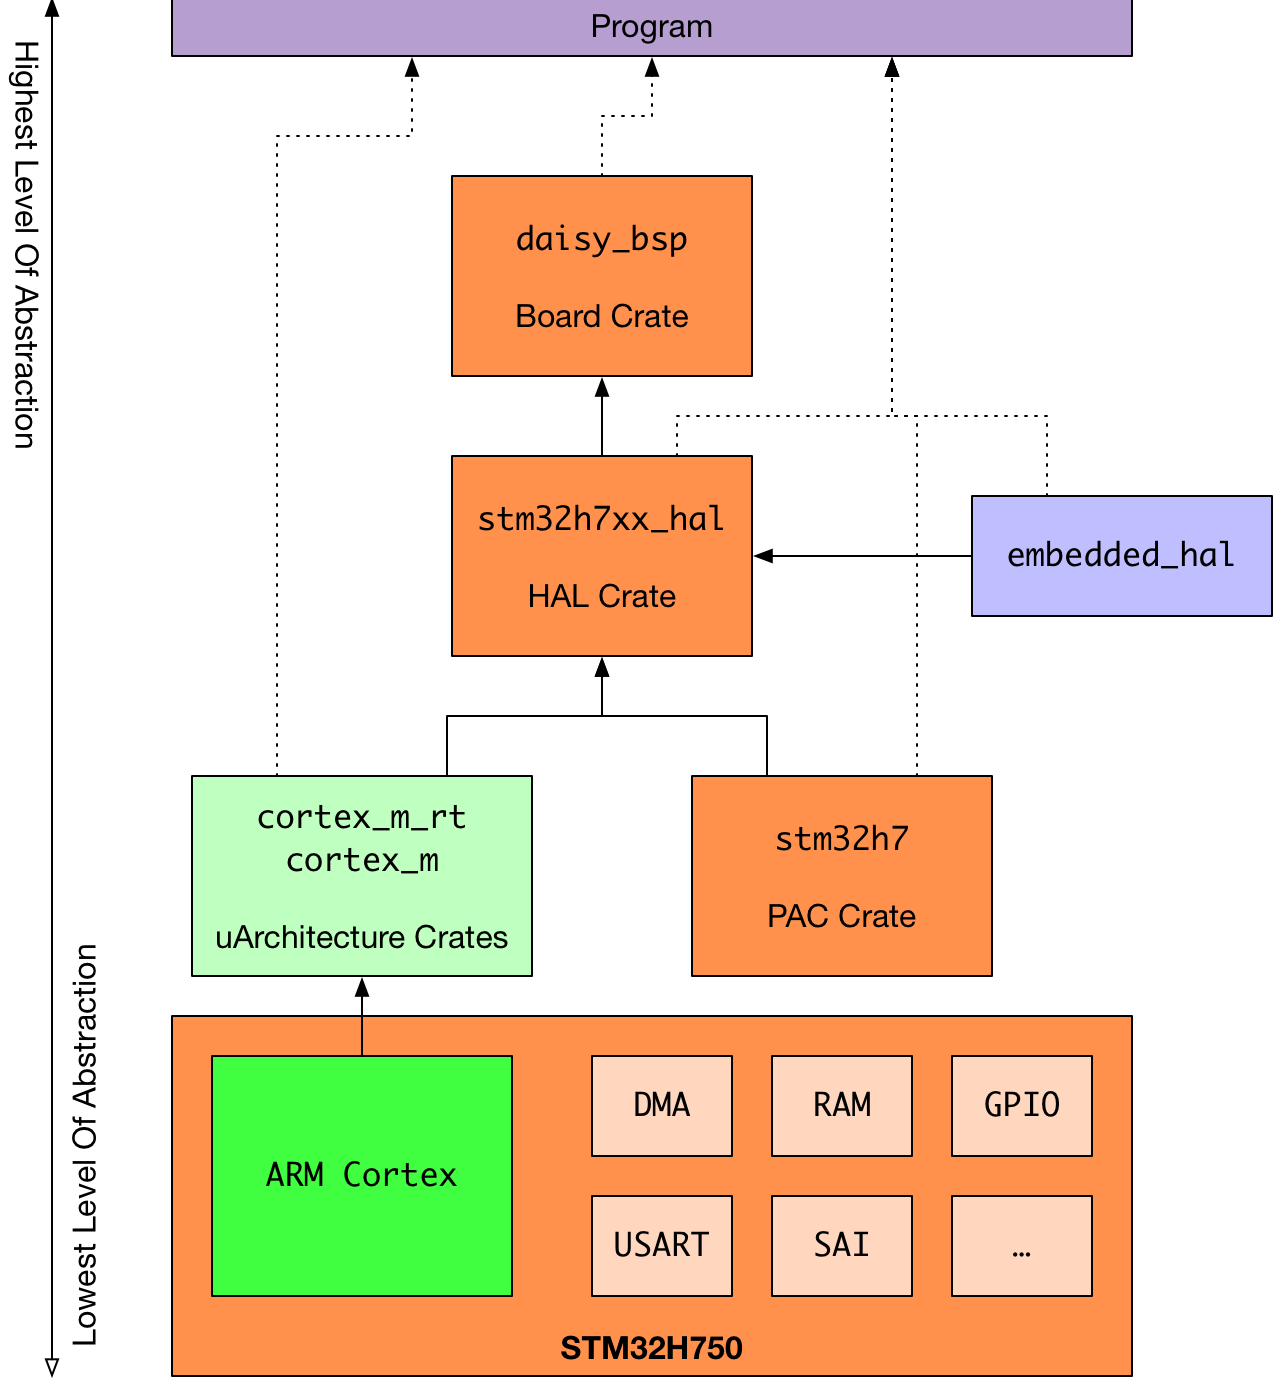 Program
Highest Level Of Abstraction
daisy_bsp
Board Crate
stm32h7xx_hal
HAL Crate
embedded_hal
cortex_m_rt
cortex_m
uArchitecture Crates
stm32h7
PAC Crate
Lowest Level Of Abstraction
ARM Cortex
DMA
RAM
GPIO
USART
SAI
…
STM32H750